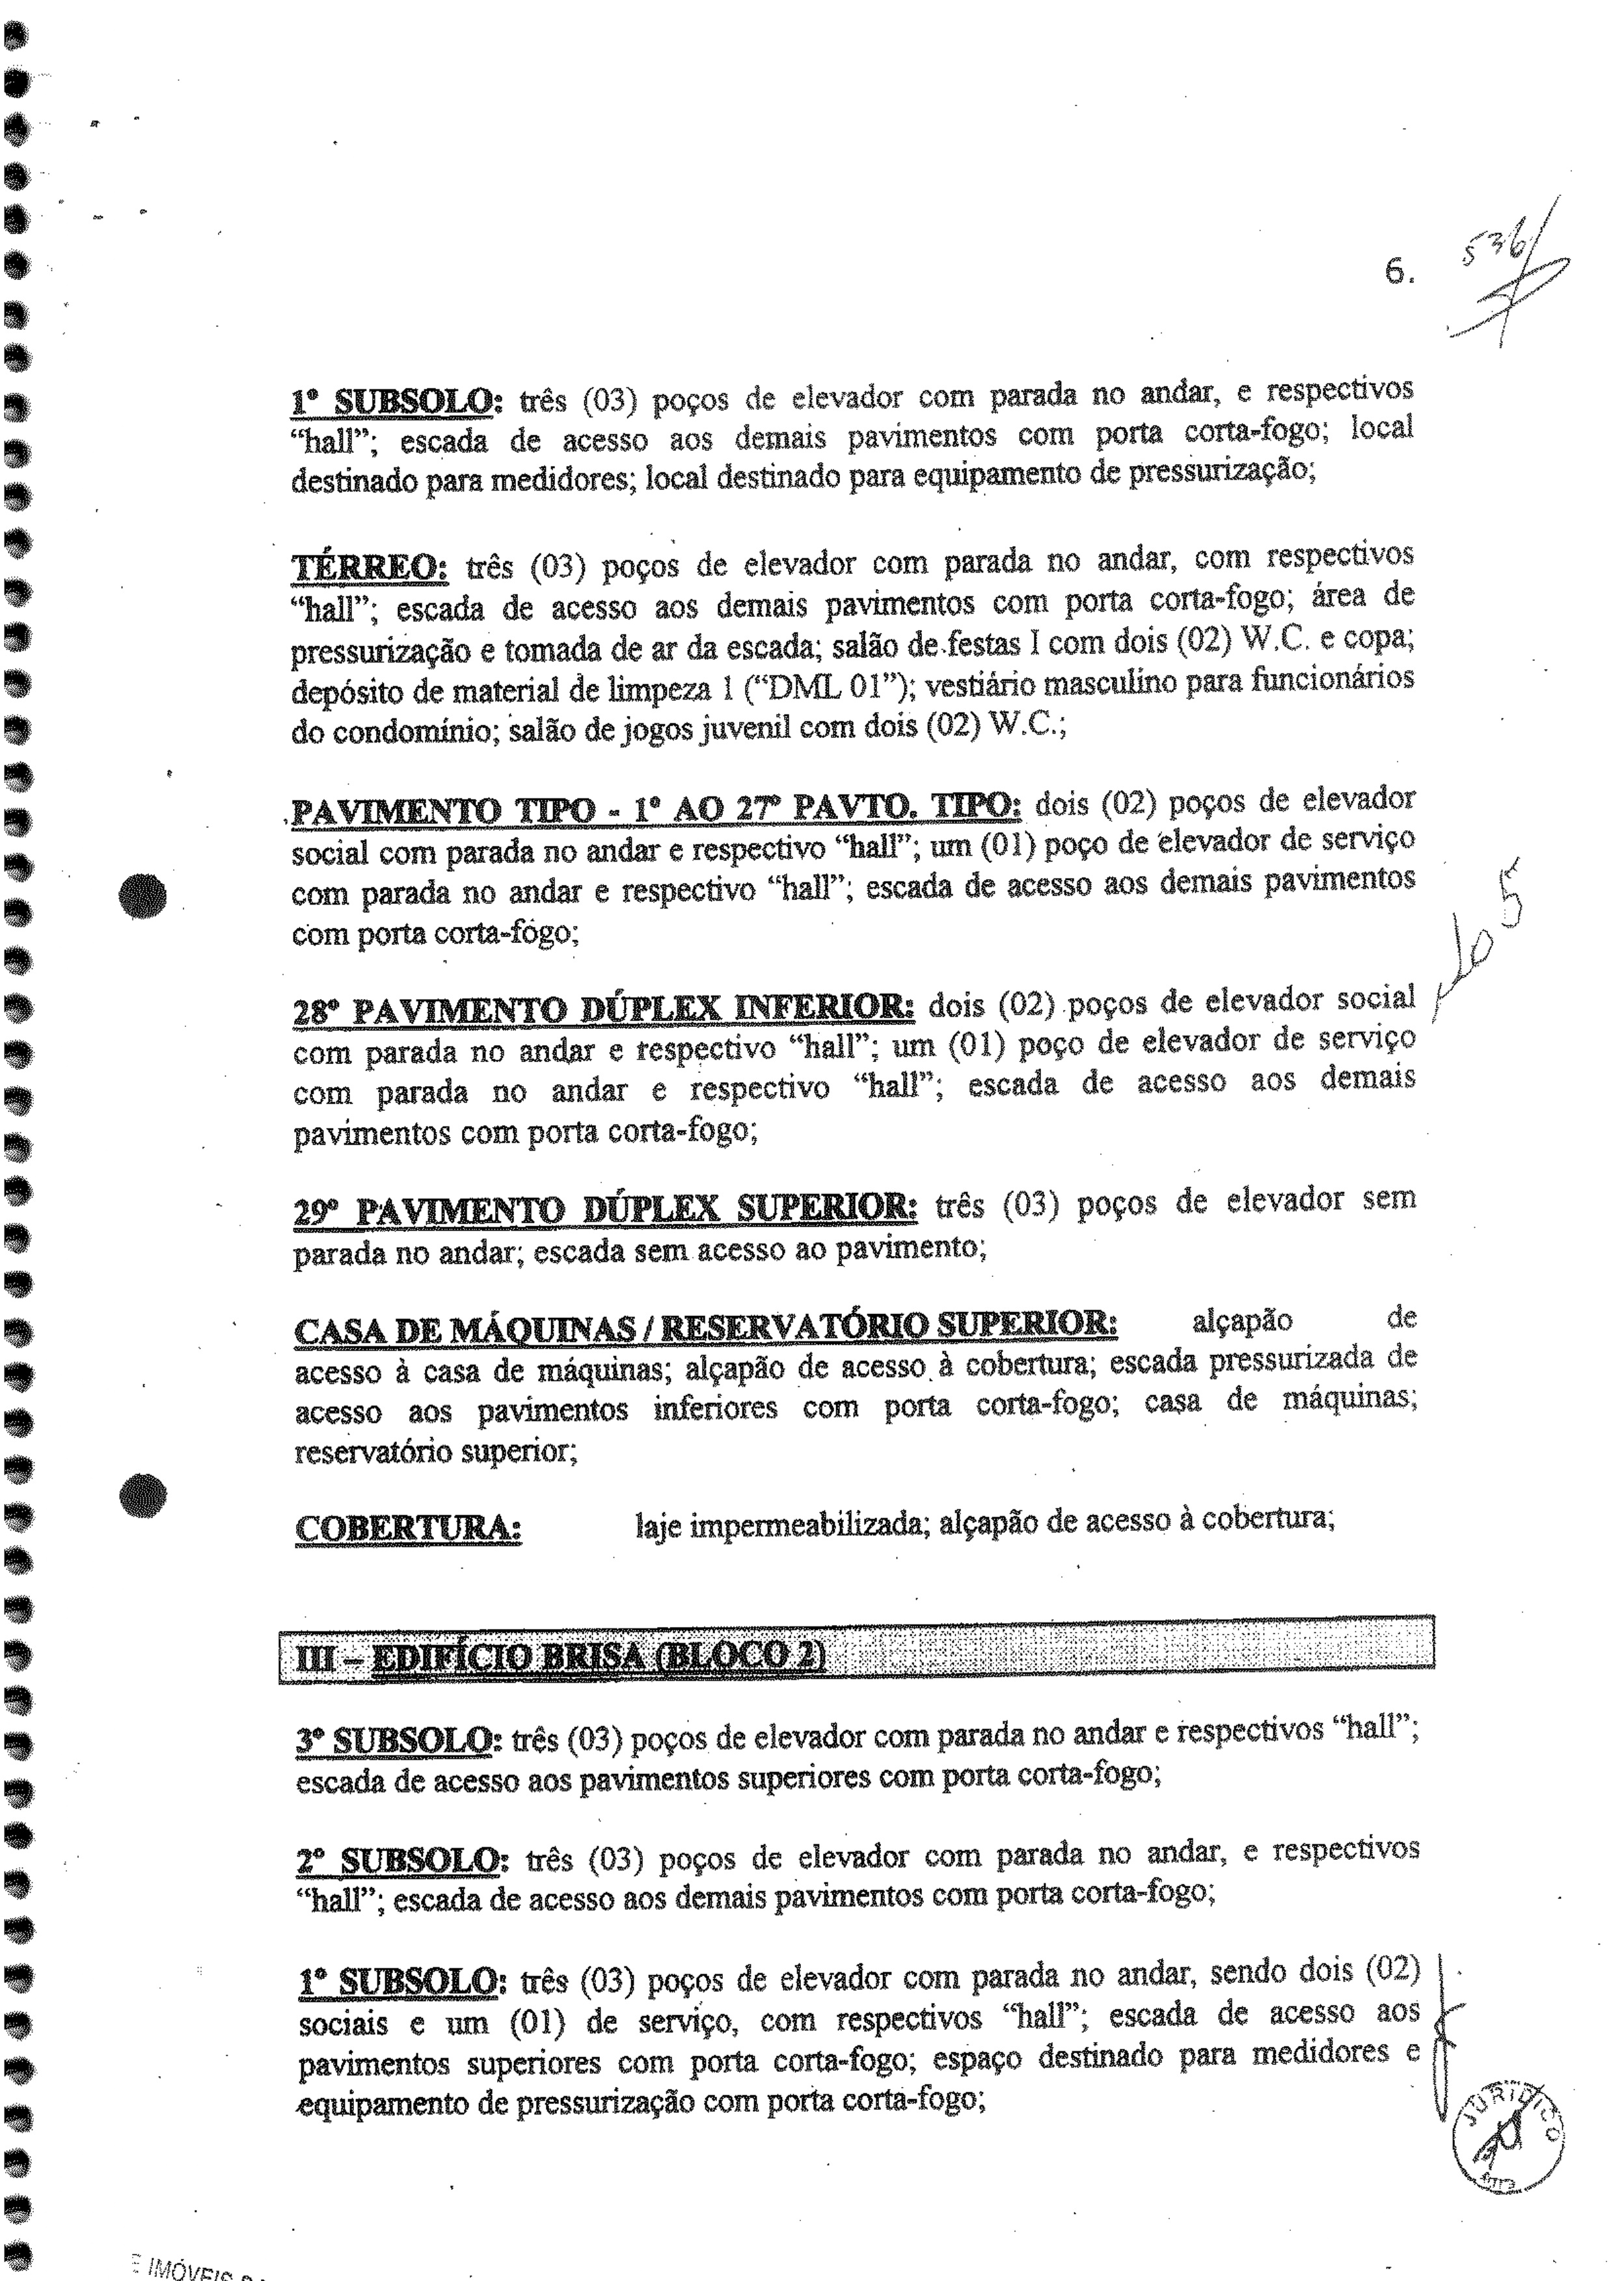 536
6.
1º SUBSOLO: três (03) poços de elevador com parada no andar, e respectivos
“hall”; escada de acesso aos demais pavimentos com porta corta-fogo; local
destinado para medidores; local destinado para equipamento de pressurização;
TÉRREO: três (03) poços de elevador com parada no andar, com respectivos
“hall”; escada de acesso aos demais pavimentos com porta corta-fogo; área de
pressurização e tomada de ar da escada; salão de festas I com dois (02) W.C. e copa;
depósito de material de limpeza 1 (“DML 01”); vestiário masculino para funcionários
do condomínio; salão de jogos juvenil com dois (02) W.C.;
PAVIMENTO TIPO - 1º AO 27º PAVTO. TIPO: dois (02) poços de elevador
social com parada no andar e respectivo “hall”; um (01) poço de elevador de serviço
com parada no andar e respectivo “hall”; escada de acesso aos demais pavimentos
com porta corta-fogo;
28º PAVIMENTO DÚPLEX INFERIOR: dois (02) poços de elevador social
com parada no andar e respectivo “hall”; um (01) poço de elevador de serviço
com parada no andar e respectivo “hall”; escada de acesso aos demais
pavimentos com porta corta-fogo;
29º PAVIMENTO DÚPLEX SUPERIOR: três (03) poços de elevador sem
parada no andar; escada sem acesso ao pavimento;
CASA DE MÁQUINAS / RESERVATÓRIO SUPERIOR: alçapão de
acesso à casa de máquinas; alçapão de acesso à cobertura; escada pressurizada de
acesso aos pavimentos inferiores com porta corta-fogo; casa de máquinas;
reservatório superior;
COBERTURA: laje impermeabilizada; alçapão de acesso à cobertura;
III – EDIFÍCIO BRISA (BLOCO 2)
3º SUBSOLO: três (03) poços de elevador com parada no andar e respectivos “hall”;
escada de acesso aos pavimentos superiores com porta corta-fogo;
2º SUBSOLO: três (03) poços de elevador com parada no andar, e respectivos
“hall”; escada de acesso aos demais pavimentos com porta corta-fogo;
1º SUBSOLO: três (03) poços de elevador com parada no andar, sendo dois (02)
sociais e um (01) de serviço, com respectivos “hall”; escada de acesso aos
pavimentos superiores com porta corta-fogo; espaço destinado para medidores e
equipamento de pressurização com porta corta-fogo;
JURIDICO
E IMÓVEIS